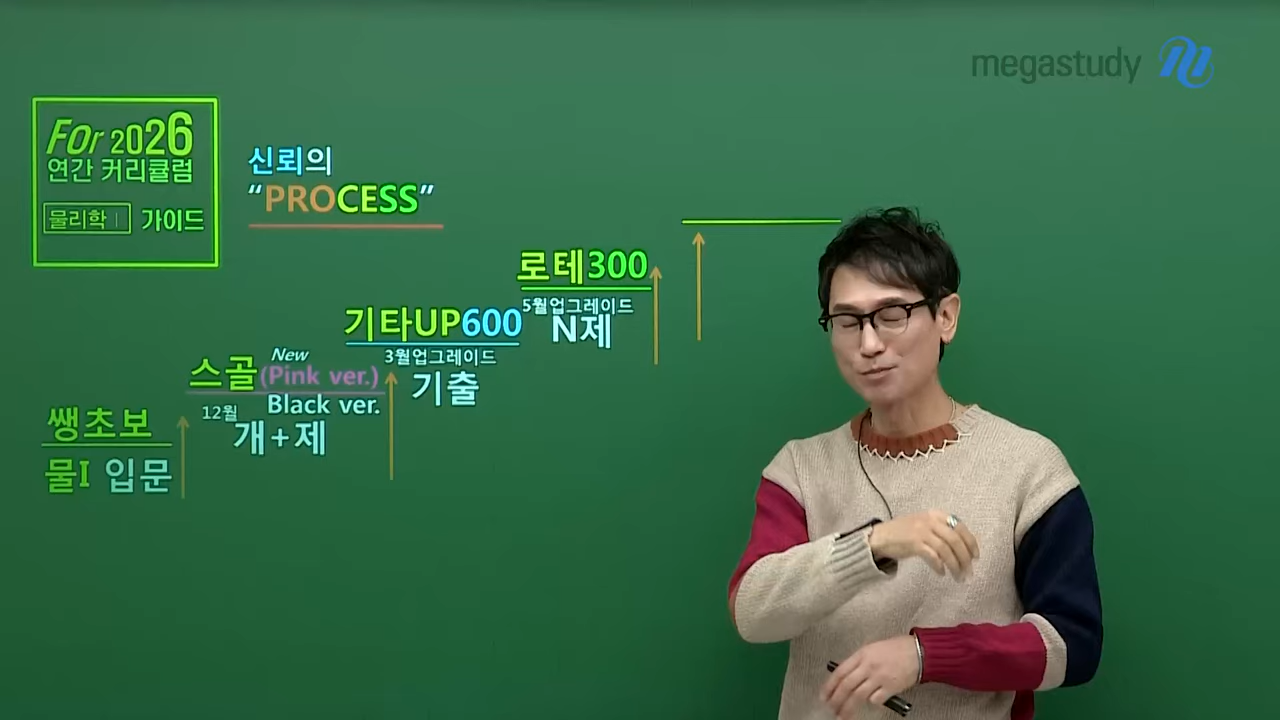 megastudy
For 2026
연간 커리큘럼
물리학Ⅰ 가이드
신뢰의
“PROCESS”
로테300
5월업그레이드
N제
기타UP600
3월업그레이드
기출
스골 New (Pink ver.)
Black ver.
12월
개+제
쌩초보
물I 입문